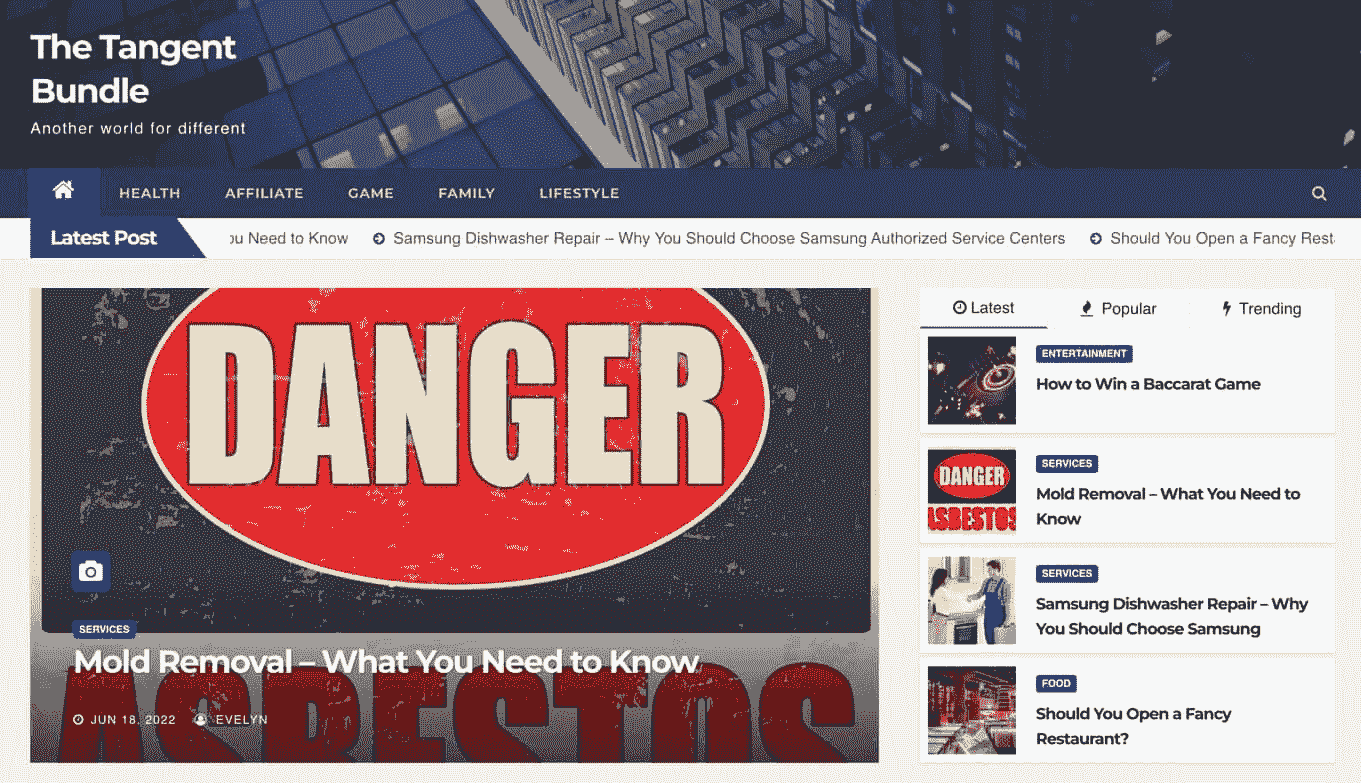 The Tangent
Bundle
Another world for different
HEALTH AFFILIATE GAME FAMILY LIFESTYLE
Latest Post
ou Need to Know Samsung Dishwasher Repair – Why You Should Choose Samsung Authorized Service Centers Should You Open a Fancy Rest
DANGER
SERVICES
Mold Removal – What You Need to Know
ASBESTOS
JUN 18, 2022 EVELYN
Latest Popular Trending
ENTERTAINMENT
How to Win a Baccarat Game
DANGER
ASBESTOS
SERVICES
Mold Removal – What You Need to
Know
SERVICES
Samsung Dishwasher Repair – Why
You Should Choose Samsung
FOOD
Should You Open a Fancy
Restaurant?